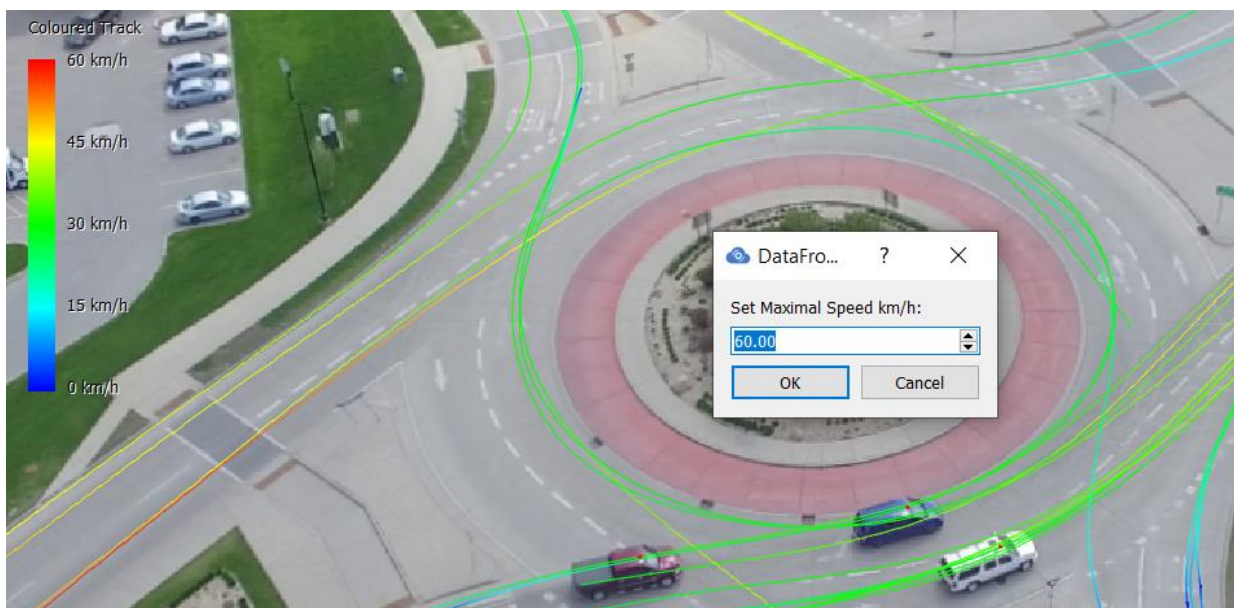 Coloured Track
60 km/h
45 km/h
30 km/h
15 km/h
0 km/h
DataFro... ?
Set Maximal Speed km/h:
60.00
OK Cancel